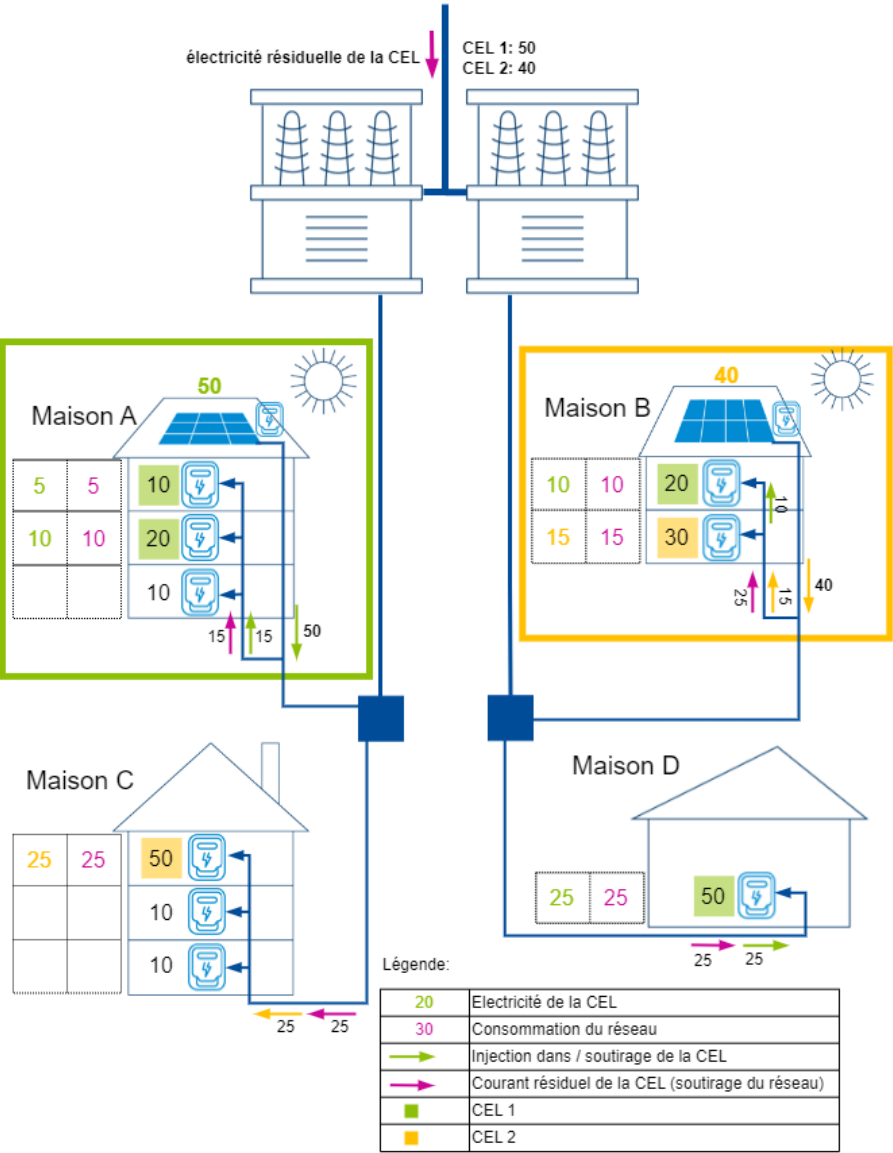 électricité résiduelle de la CEL
CEL 1: 50
CEL 2: 40
50
Maison A
5 5 10
10 10 20
10
15 15 50
40
Maison B
10 10 20
10
15 15 30
25 15 40
Maison C
25 25 50
10
10
25 25
Maison D
25 25 50
25 25
Légende:
20 Electricité de la CEL
30 Consommation du réseau
Injection dans / soutirage de la CEL
Courant résiduel de la CEL (soutirage du réseau)
CEL 1
CEL 2